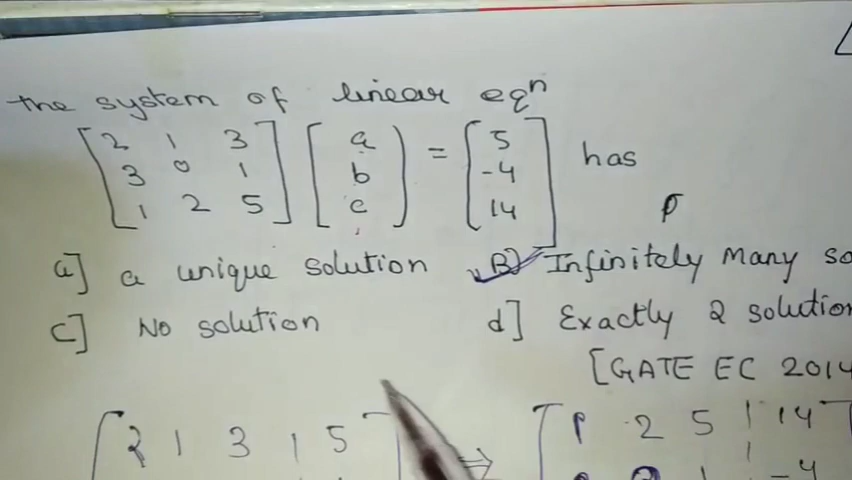 the system of linear eqⁿ
[2 1 3] [a] = [5]
[3 0 1] [b] [-4] has
[1 2 5] [c] [14]
a] a unique solution B) Infinitely Many so
c] No solution d] Exactly 2 solution
[GATE EC 2014
[2 1 3 | 5 ⇒ [1 2 5 | 14
-4